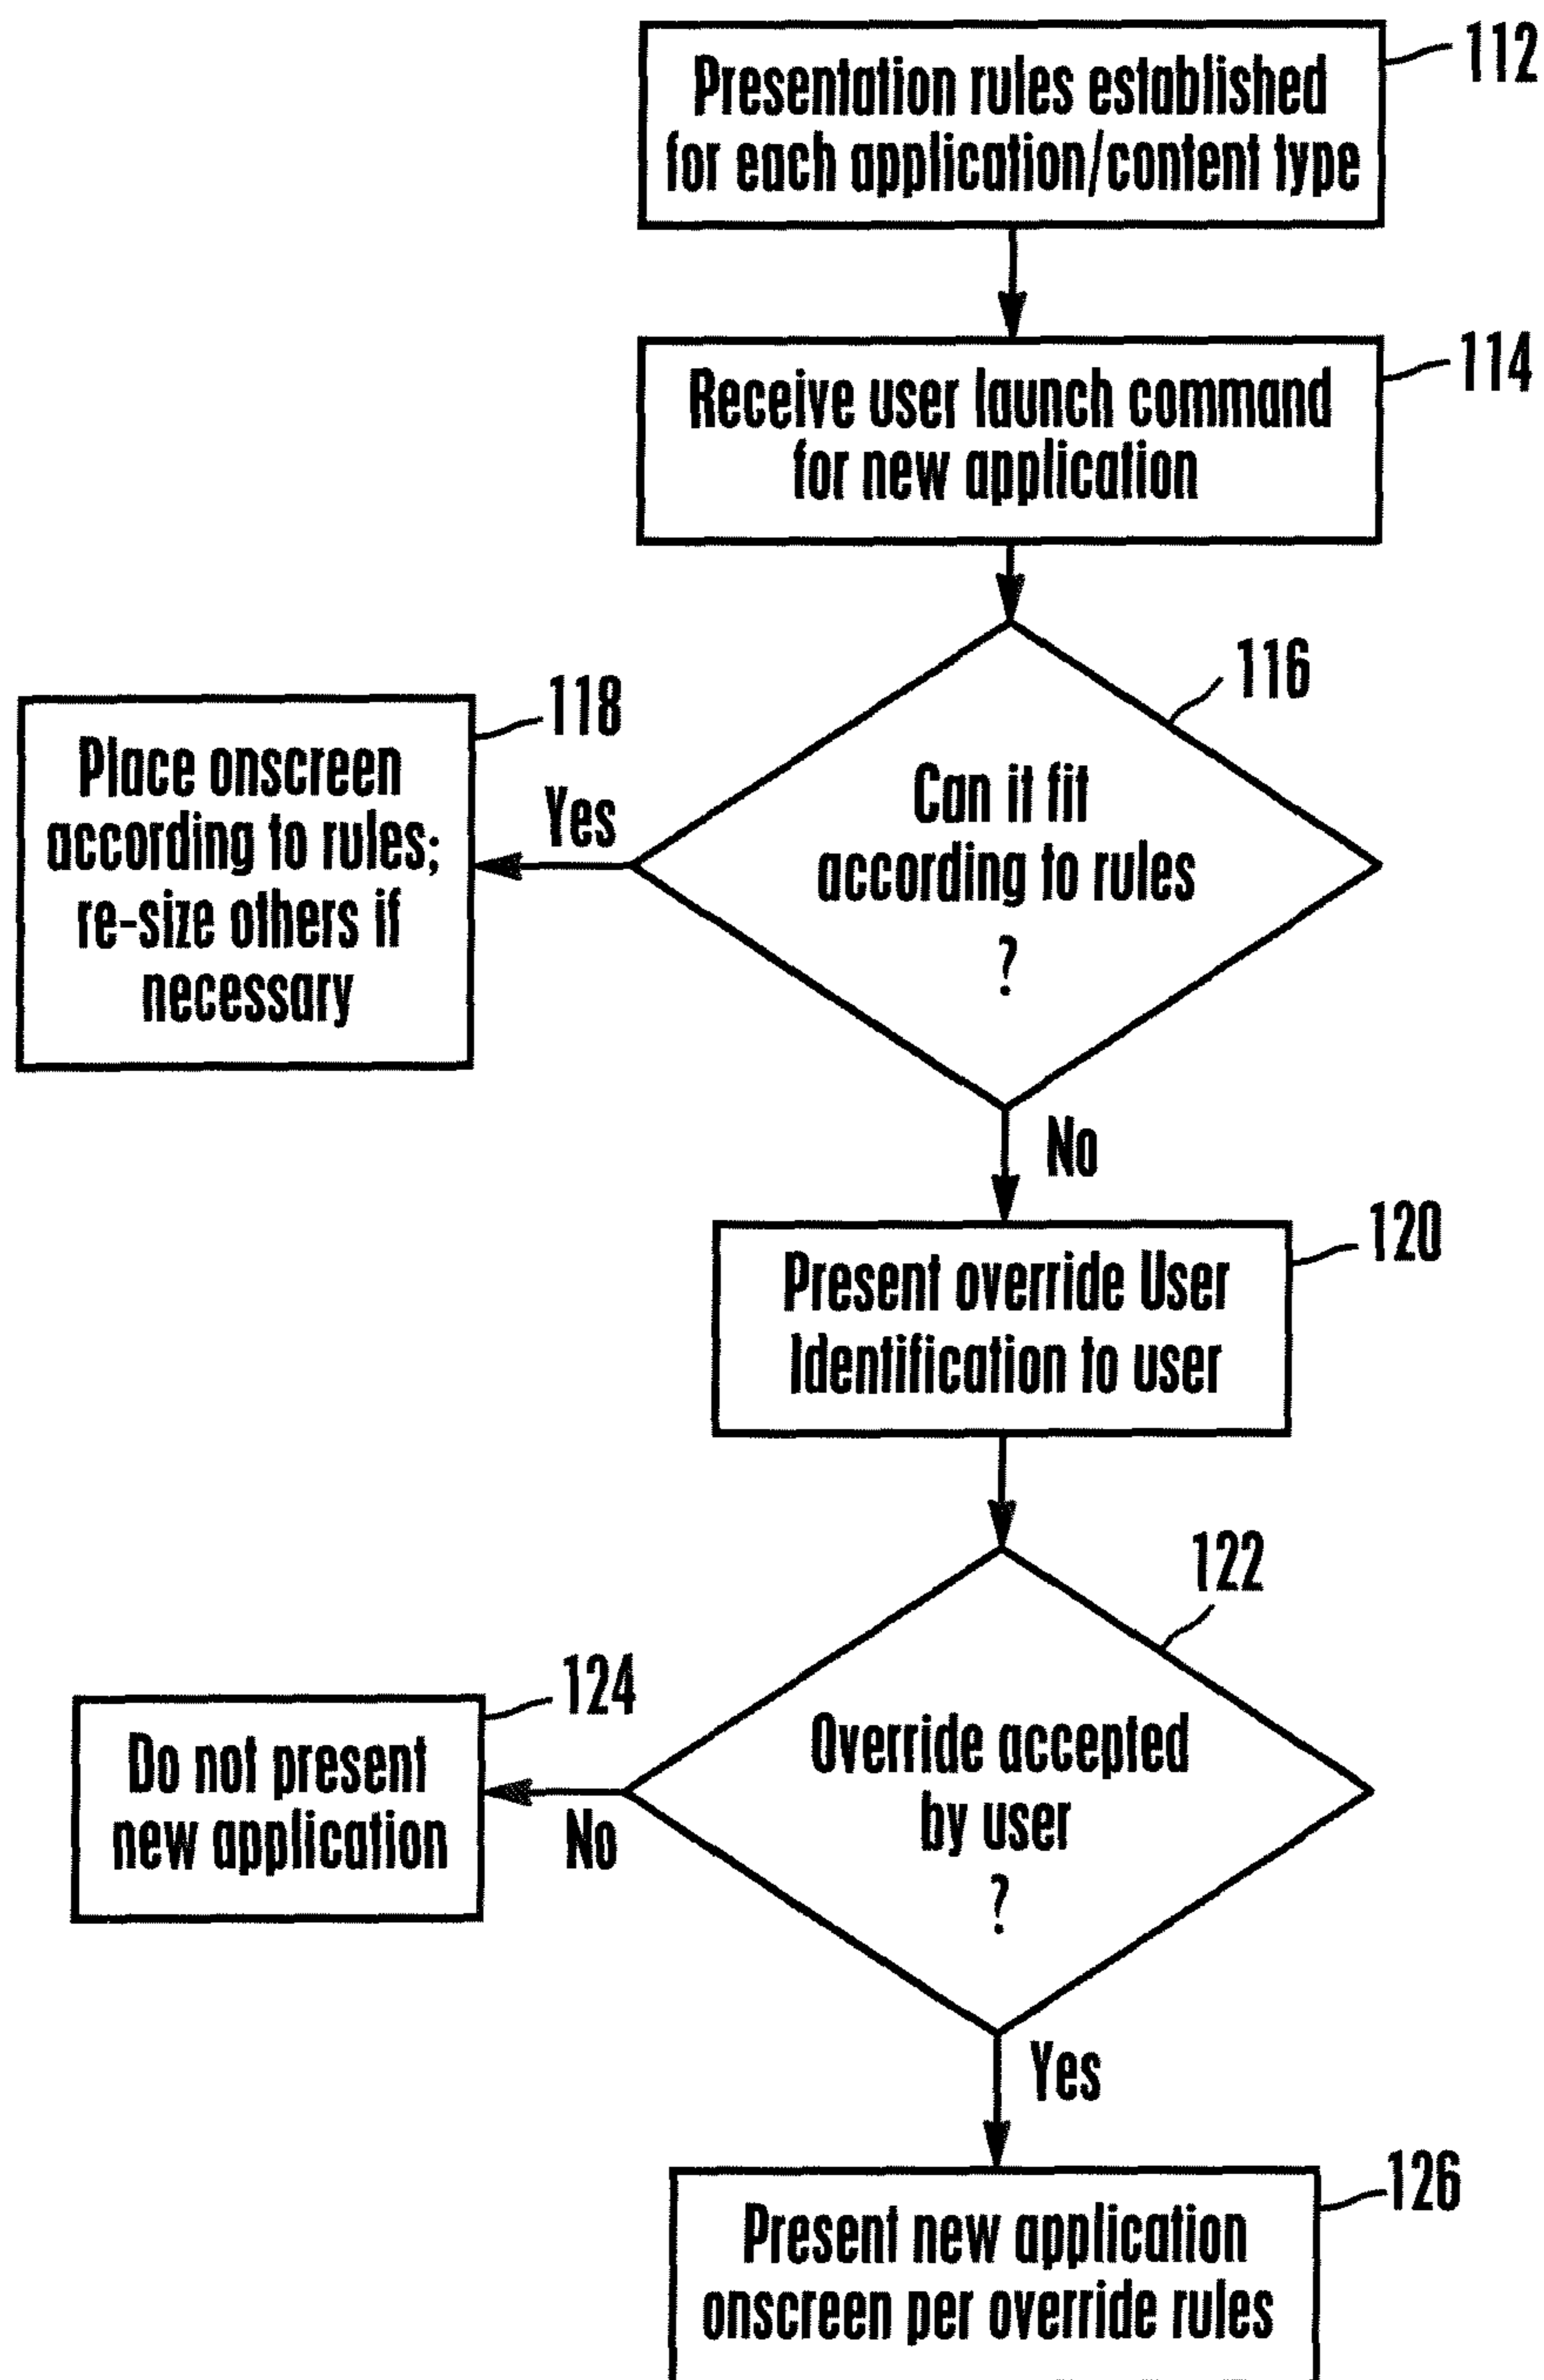 Presentation rules established
for each application/content type
112
Receive user launch command
for new application
114
116
Can it fit
according to rules
?
Yes
118
Place onscreen
according to rules;
re-size others if
necessary
No
120
Present override User
Identification to user
122
Override accepted
by user
?
No
124
Do not present
new application
Yes
126
Present new application
onscreen per override rules